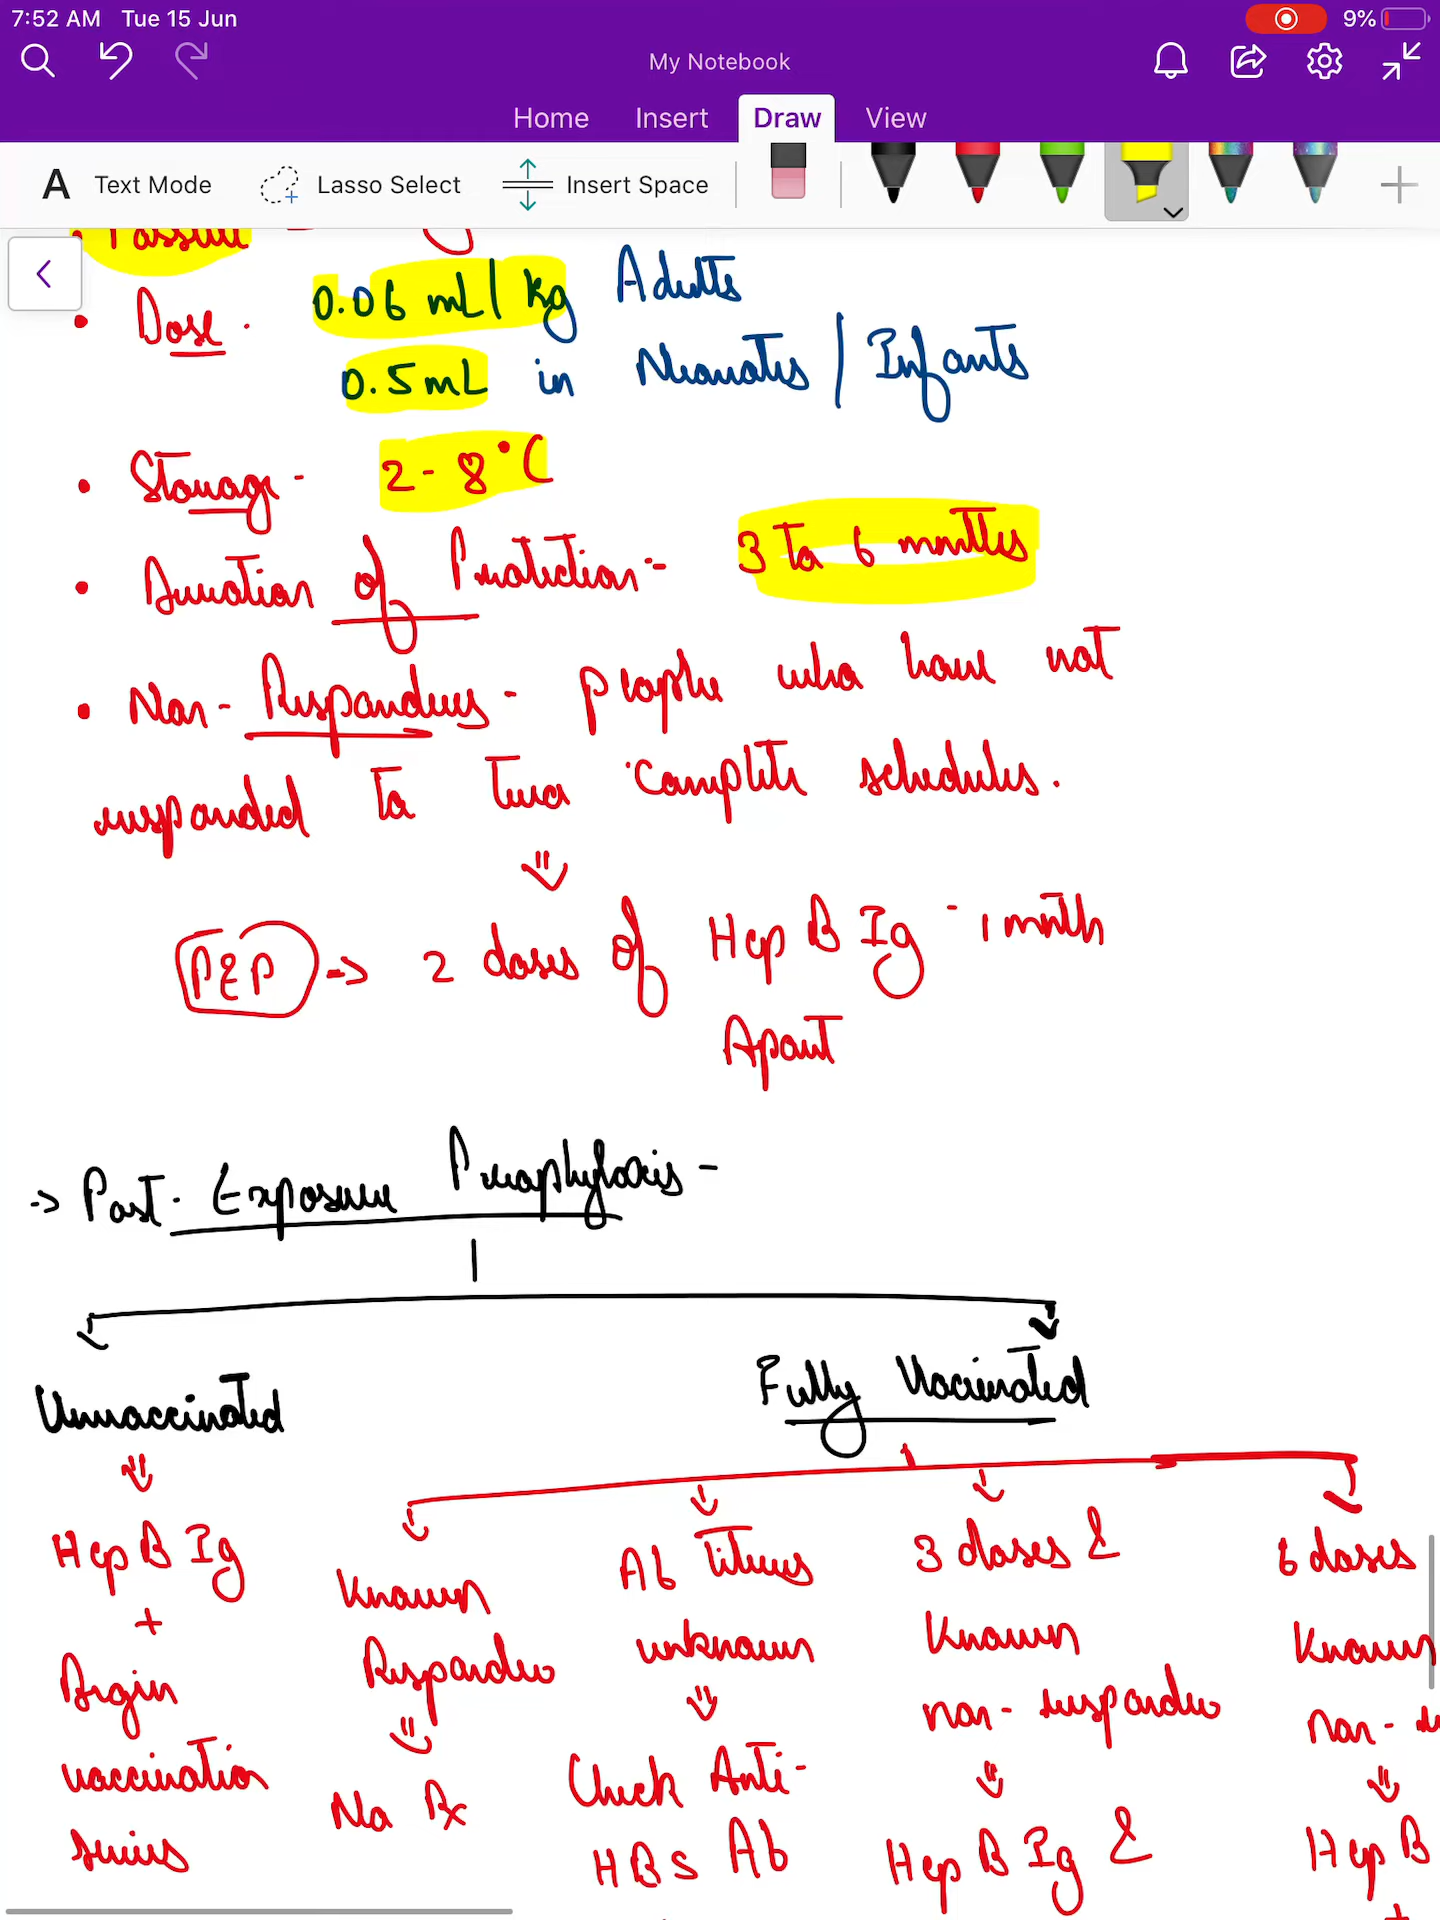 7:52 AM Tue 15 Jun
9%
My Notebook
Home Insert Draw View
A Text Mode Lasso Select Insert Space
• Passive -
• Dose. 0.06 mL/kg Adults
0.5mL in Neonates / Infants
• Storage- 2-8°C
• Duration of Protection- 3 to 6 months
• Non-Responders- people who have not
responded to two complete schedules.
PEP -> 2 doses of Hep B Ig - 1 month
Apart
-> Post-Exposure Prophylaxis-
Unvaccinated
Fully Vaccinated
Hep B Ig
+
Begin
vaccination
series
Known
Responder
No Rx
Ab titres
unknown
Check Anti-
HBs Ab
3 doses &
Known
non-responder
Hep B Ig &
6 doses
Known
non-
Hep B
+